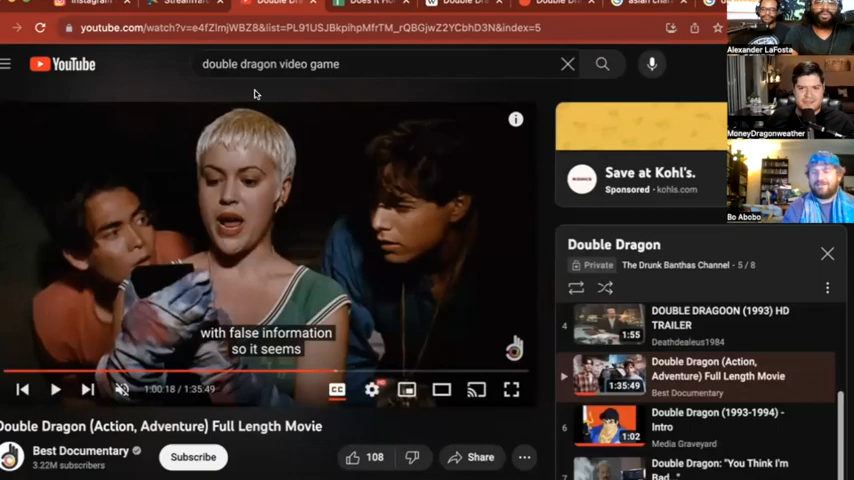 Instagram
youtube.com/watch?v=e4fZImjWBZ8&list=PL91USJBkpihpMfrTM_rQBGjwZ2YCbhD3N&index=5
YouTube
double dragon video game
with false information
so it seems
1:00:18 / 1:35:49
CC
Double Dragon (Action, Adventure) Full Length Movie
Best Documentary
3.22M subscribers
Subscribe
108
Share
Save at Kohl's.
Sponsored · kohls.com
Double Dragon
Private
The Drunk Banthas Channel - 5 / 8
4
1:55
DOUBLE DRAGOON (1993) HD
TRAILER
Deathdealeus1984
1:35:49
Double Dragon (Action,
Adventure) Full Length Movie
Best Documentary
6
1:02
Double Dragon (1993-1994) -
Intro
Media Graveyard
7
Double Dragon: "You Think I'm
Bad..."
Alexander LaFosta
MoneyDragonweather
Bo Abobo